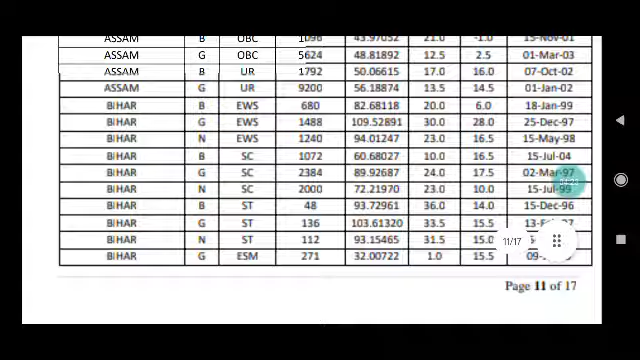 ASSAM B OBC 1096 43.97052 21.0 -1.0 15-Nov-01
ASSAM G OBC 5624 48.81892 12.5 2.5 01-Mar-03
ASSAM B UR 1792 50.06615 17.0 16.0 07-Oct-02
ASSAM G UR 9200 56.18874 13.5 14.5 01-Jan-02
BIHAR B EWS 680 82.68118 20.0 6.0 18-Jan-99
BIHAR G EWS 1488 109.52891 30.0 28.0 25-Dec-97
BIHAR N EWS 1240 94.01247 23.0 16.5 15-May-98
BIHAR B SC 1072 60.68027 10.0 16.5 15-Jul-04
BIHAR G SC 2384 89.92687 24.0 17.5 02-Mar-97
BIHAR N SC 2000 72.21970 23.0 10.0 15-Jul-99
BIHAR B ST 48 93.72961 36.0 14.0 15-Dec-96
BIHAR G ST 136 103.61320 33.5 15.5
BIHAR N ST 112 93.15465 31.5 15.0
11/17
BIHAR G ESM 271 32.00722 1.0 15.5
Page 11 of 17